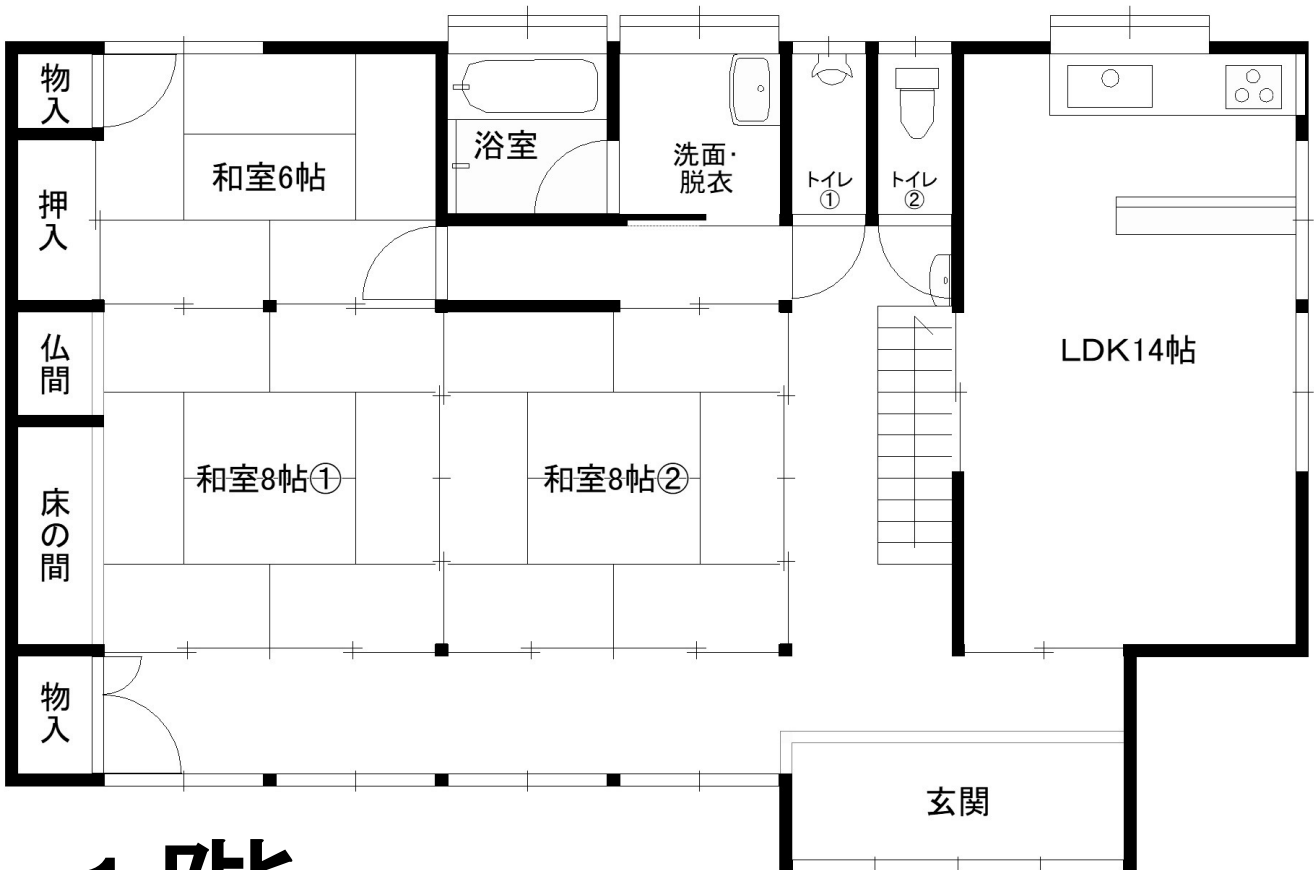 物入
浴室
洗面・
脱衣
トイレ
①
トイレ
②
和室6帖
押入
仏間
LDK14帖
和室8帖①
和室8帖②
床の間
物入
玄関
1階